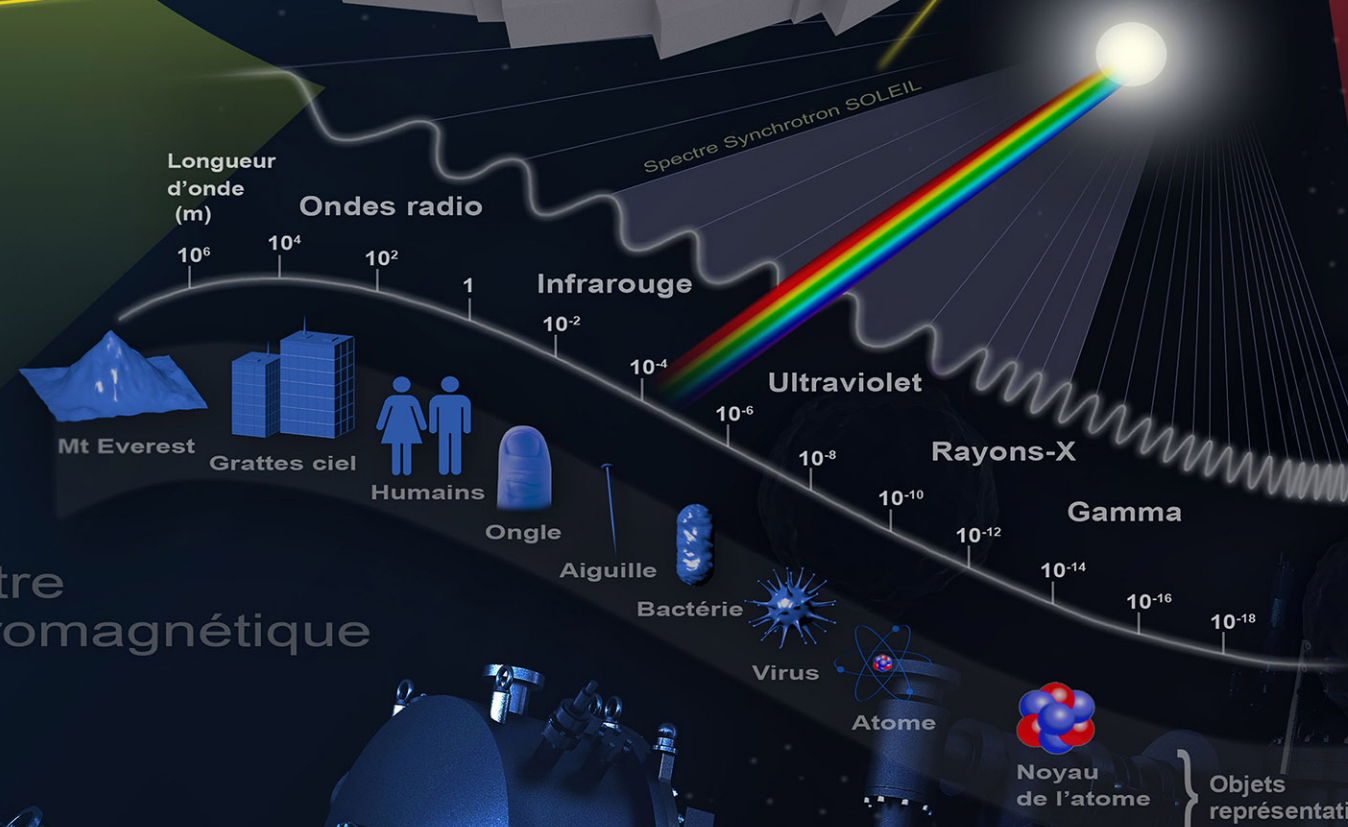 Spectre Synchrotron SOLEIL
Longueur
d'onde
(m)
Ondes radio
10⁶
10⁴
10²
1
Infrarouge
10⁻²
10⁻⁴
Ultraviolet
10⁻⁶
10⁻⁸
Rayons-X
10⁻¹⁰
Gamma
10⁻¹²
10⁻¹⁴
10⁻¹⁶
10⁻¹⁸
Mt Everest
Grattes ciel
Humains
Ongle
Aiguille
Bactérie
Virus
Atome
Noyau
de l'atome
Objets
représentati
tre
romagnétique